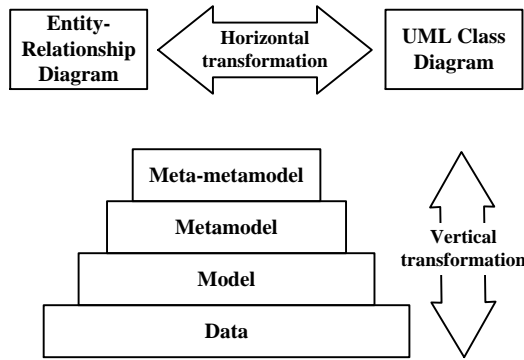 Entity-
Relationship
Diagram
Horizontal
transformation
UML Class
Diagram
Meta-metamodel
Metamodel
Model
Data
Vertical
transformation